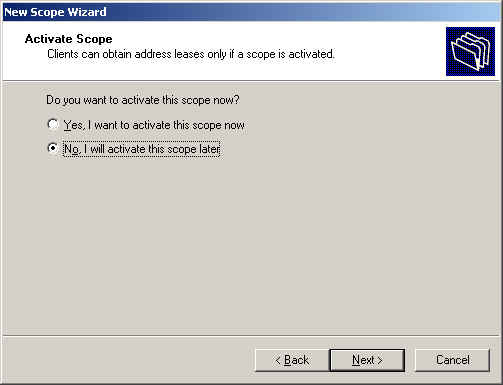 New Scope Wizard
Activate Scope
Clients can obtain address leases only if a scope is activated.
Do you want to activate this scope now?
Yes, I want to activate this scope now
No, I will activate this scope later
< Back
Next >
Cancel